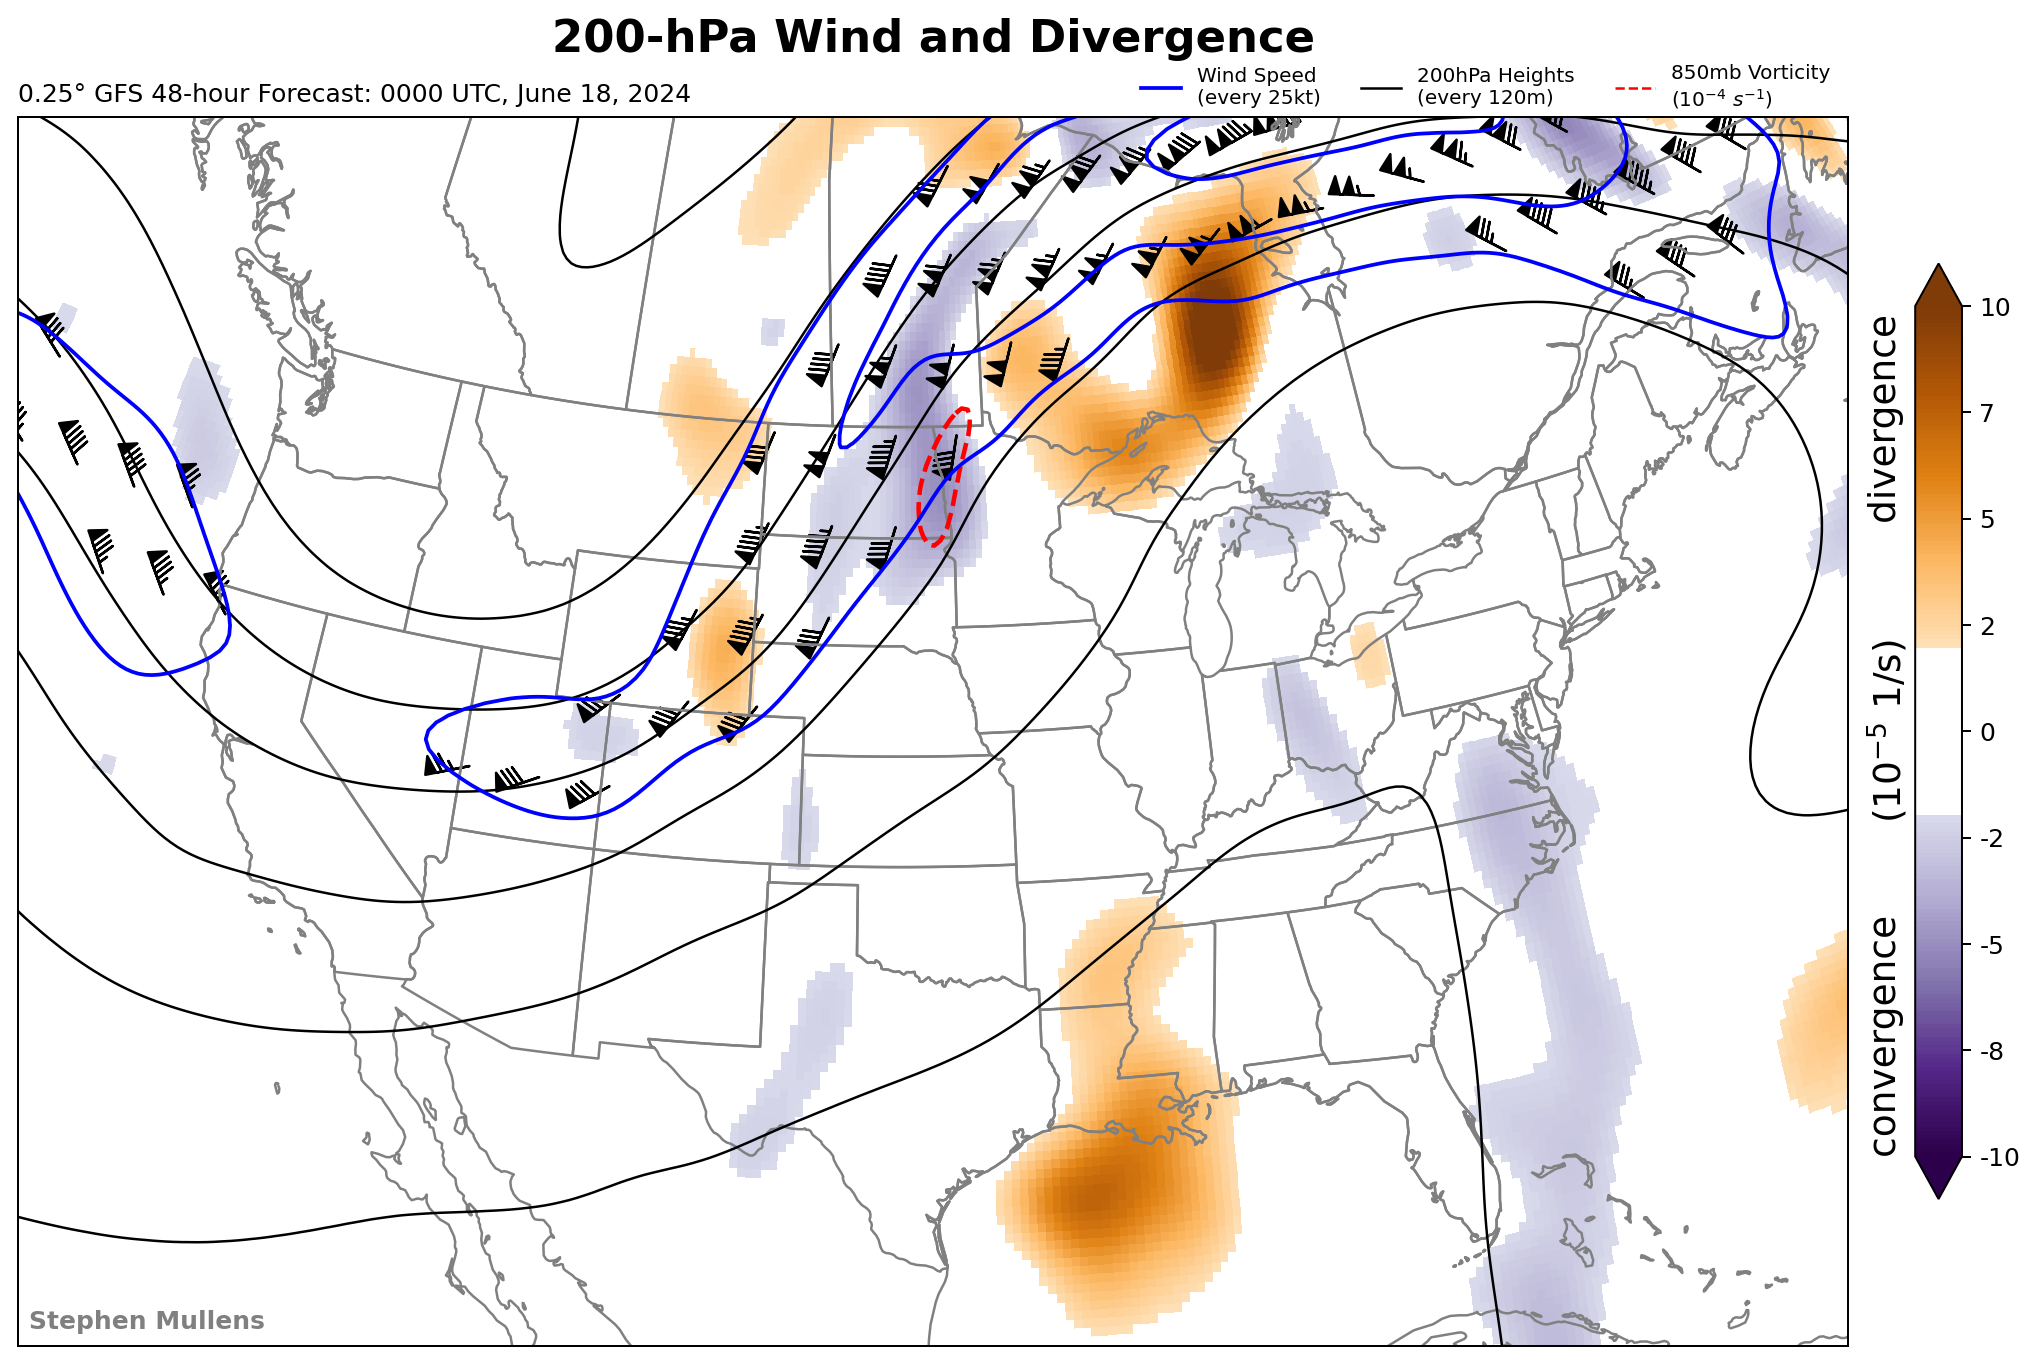 200-hPa Wind and Divergence
0.25° GFS 48-hour Forecast: 0000 UTC, June 18, 2024
Wind Speed
(every 25kt)
200hPa Heights
(every 120m)
850mb Vorticity
(10⁻⁴ s⁻¹)
10
7
5
2
0
-2
-5
-8
-10
convergence (10⁻⁵ 1/s) divergence
Stephen Mullens